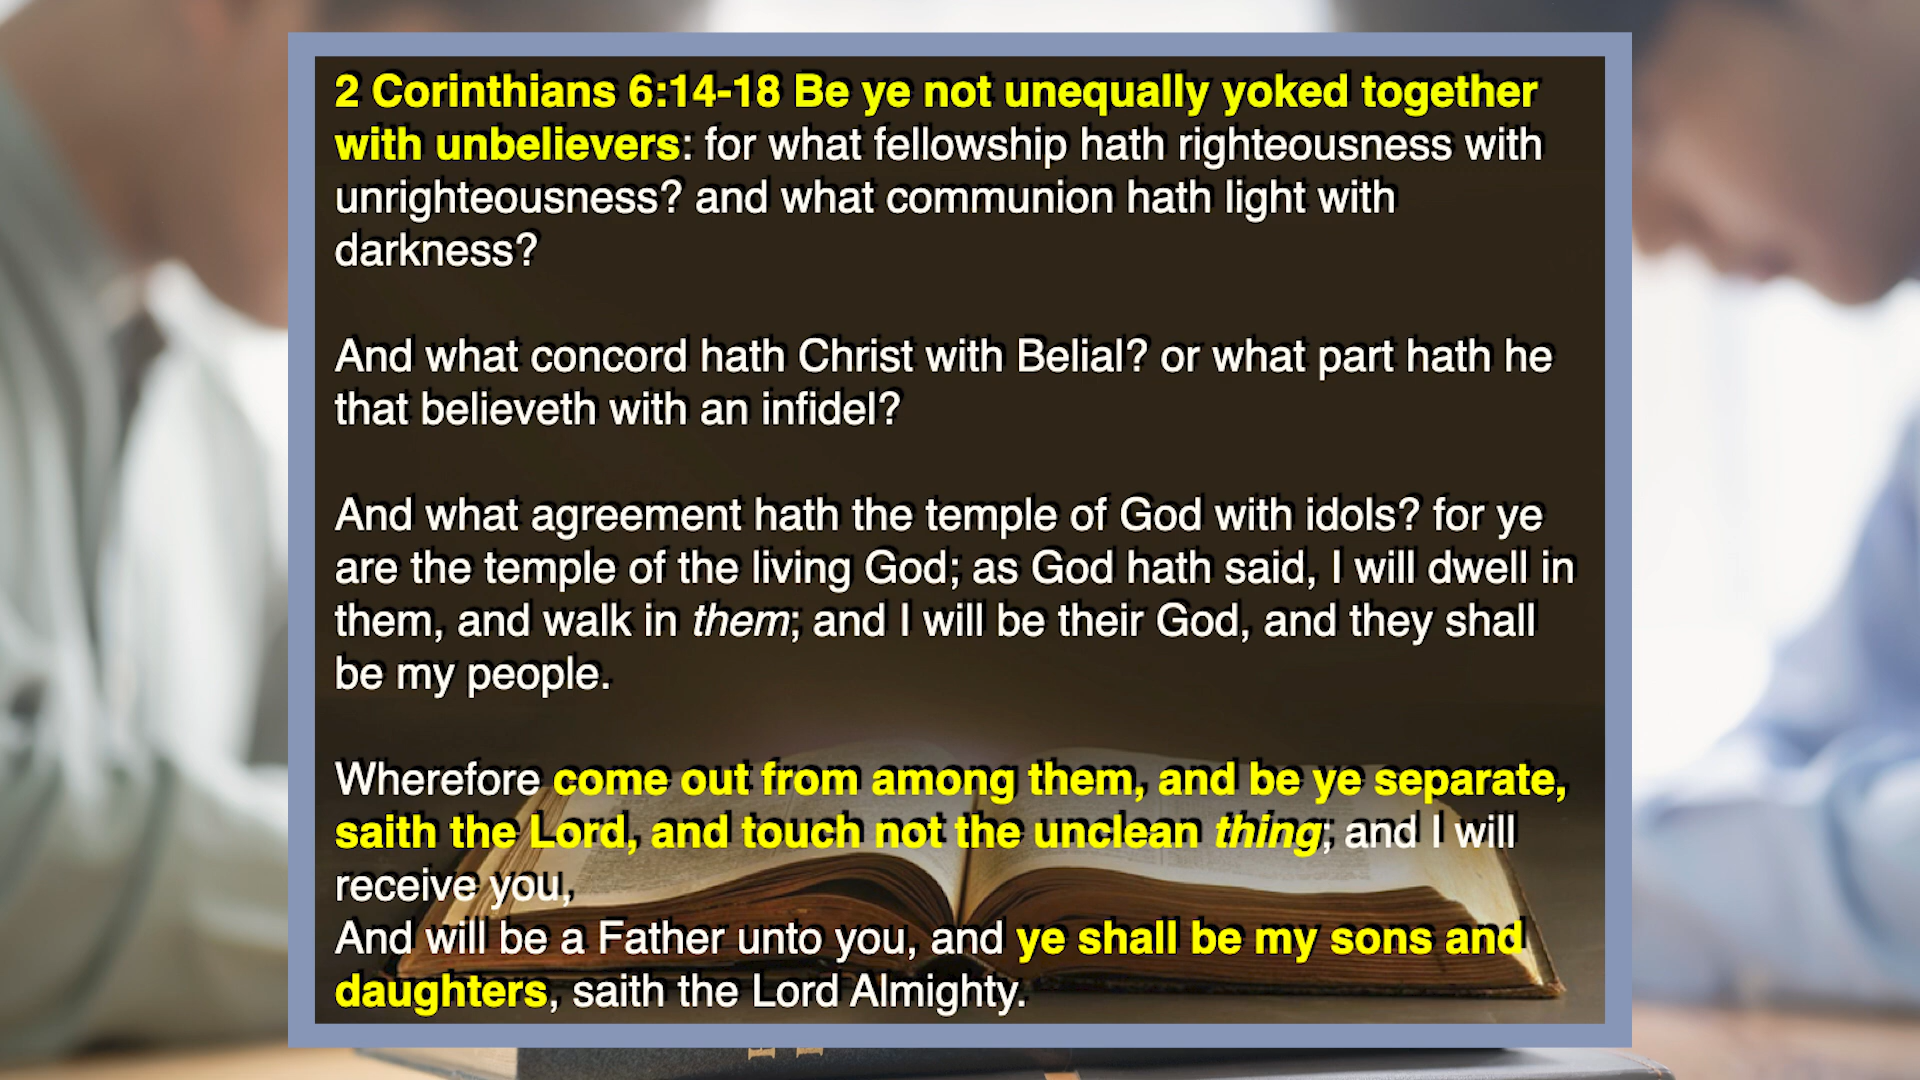 2 Corinthians 6:14-18 Be ye not unequally yoked together
with unbelievers: for what fellowship hath righteousness with
unrighteousness? and what communion hath light with
darkness?
And what concord hath Christ with Belial? or what part hath he
that believeth with an infidel?
And what agreement hath the temple of God with idols? for ye
are the temple of the living God; as God hath said, I will dwell in
them, and walk in them; and I will be their God, and they shall
be my people.
Wherefore come out from among them, and be ye separate,
saith the Lord, and touch not the unclean thing; and I will
receive you,
And will be a Father unto you, and ye shall be my sons and
daughters, saith the Lord Almighty.